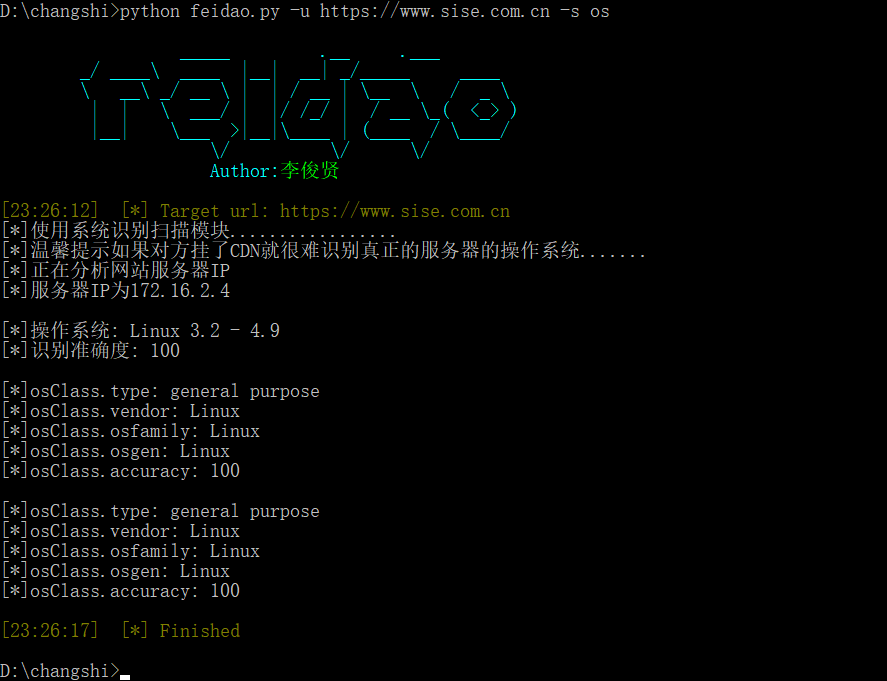 D:\changshi>python feidao.py -u https://www.sise.com.cn -s os
feidao
Author:李俊贤
[23:26:12] [*] Target url: https://www.sise.com.cn
[*]使用系统识别扫描模块.................
[*]温馨提示如果对方挂了CDN就很难识别真正的服务器的操作系统.......
[*]正在分析网站服务器IP
[*]服务器IP为172.16.2.4
[*]操作系统: Linux 3.2 - 4.9
[*]识别准确度: 100
[*]osClass.type: general purpose
[*]osClass.vendor: Linux
[*]osClass.osfamily: Linux
[*]osClass.osgen: Linux
[*]osClass.accuracy: 100
[*]osClass.type: general purpose
[*]osClass.vendor: Linux
[*]osClass.osfamily: Linux
[*]osClass.osgen: Linux
[*]osClass.accuracy: 100
[23:26:17] [*] Finished
D:\changshi>